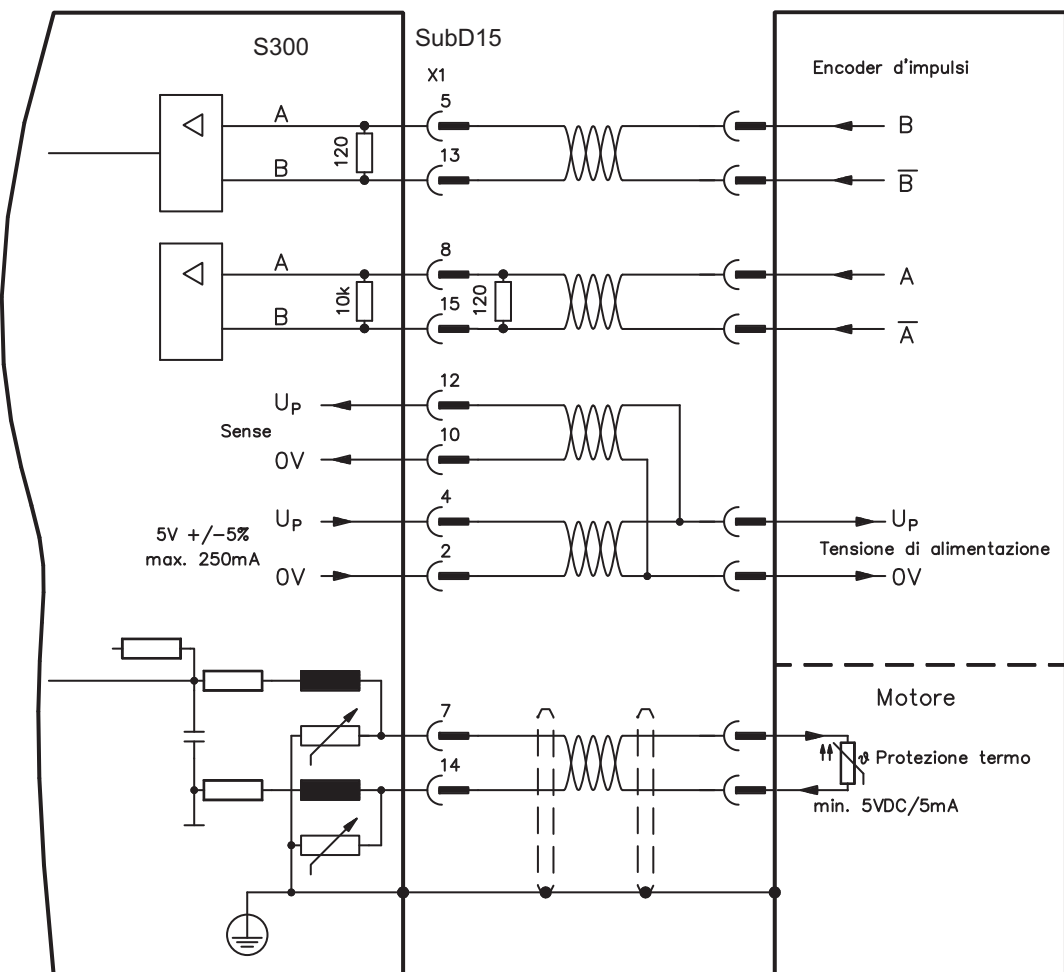 S300
SubD15
X1
Encoder d'impulsi
A
120
5
B
B
13
B̅
A
10k
8
120
A
B
15
A̅
UP
12
Sense
0V
10
5V +/-5%
max. 250mA
UP
4
UP
Tensione di alimentazione
0V
2
0V
Motore
7
14
ϑ Protezione termo
min. 5VDC/5mA